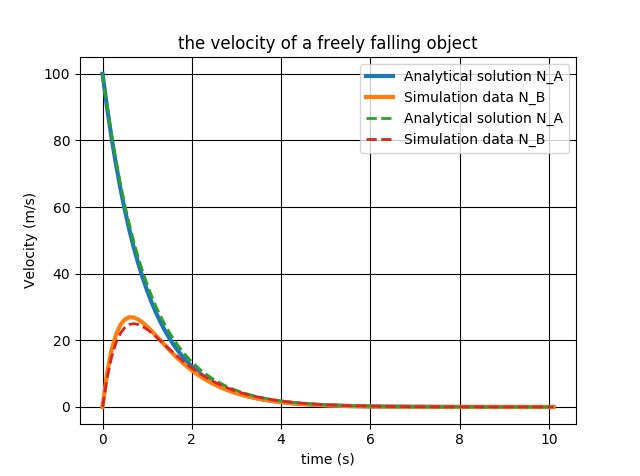 the velocity of a freely falling object
Analytical solution N_A
Simulation data N_B
Analytical solution N_A
Simulation data N_B
Velocity (m/s)
100
80
60
40
20
0
0 2 4 6 8 10
time (s)